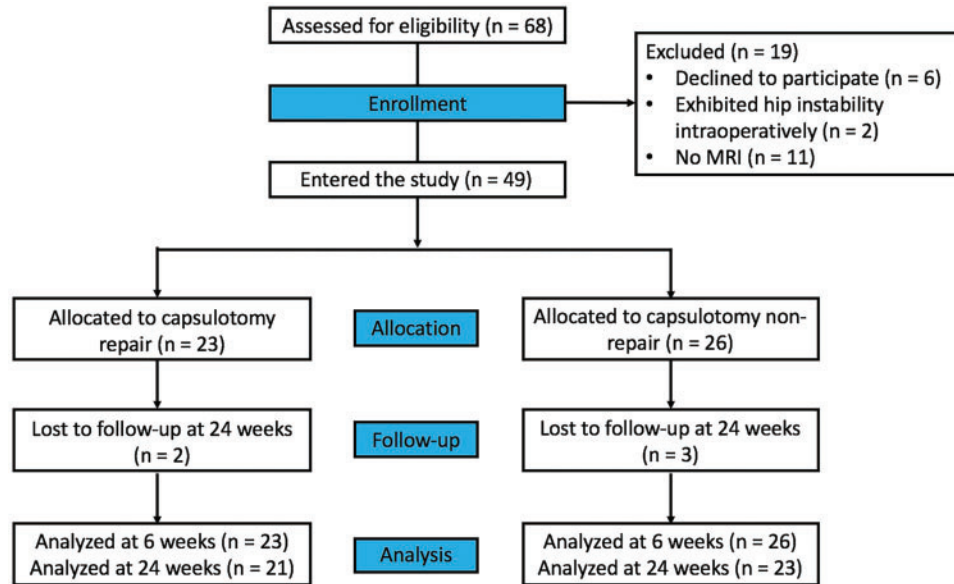 Assessed for eligibility (n = 68)
Excluded (n = 19)
• Declined to participate (n = 6)
• Exhibited hip instability
intraoperatively (n = 2)
• No MRI (n = 11)
Enrollment
Entered the study (n = 49)
Allocated to capsulotomy
repair (n = 23)
Allocation
Allocated to capsulotomy non-
repair (n = 26)
Lost to follow-up at 24 weeks
(n = 2)
Follow-up
Lost to follow-up at 24 weeks
(n = 3)
Analyzed at 6 weeks (n = 23)
Analyzed at 24 weeks (n = 21)
Analysis
Analyzed at 6 weeks (n = 26)
Analyzed at 24 weeks (n = 23)